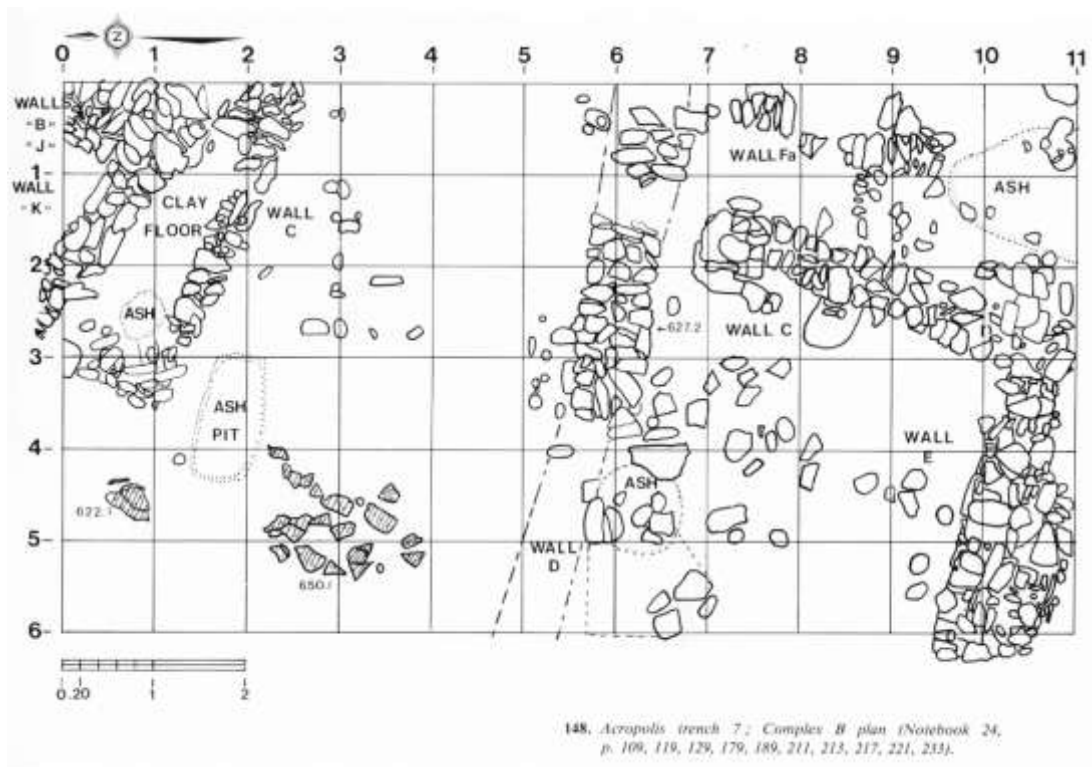 Z
0 1 2 3 4 5 6 7 8 9 10 11
WALLS
"B"
"J"
WALL Fa
1
WALL
"K"
ASH
CLAY
FLOOR
WALL
C
2
ASH
627.2
WALL C
3
ASH
PIT
4
WALL
E
ASH
622.1
5
WALL
D
650.1
6
0.20 1 2
148. Acropolis trench 7; Complex B plan (Notebook 24,
p. 109, 119, 129, 179, 189, 211, 213, 217, 221, 233).